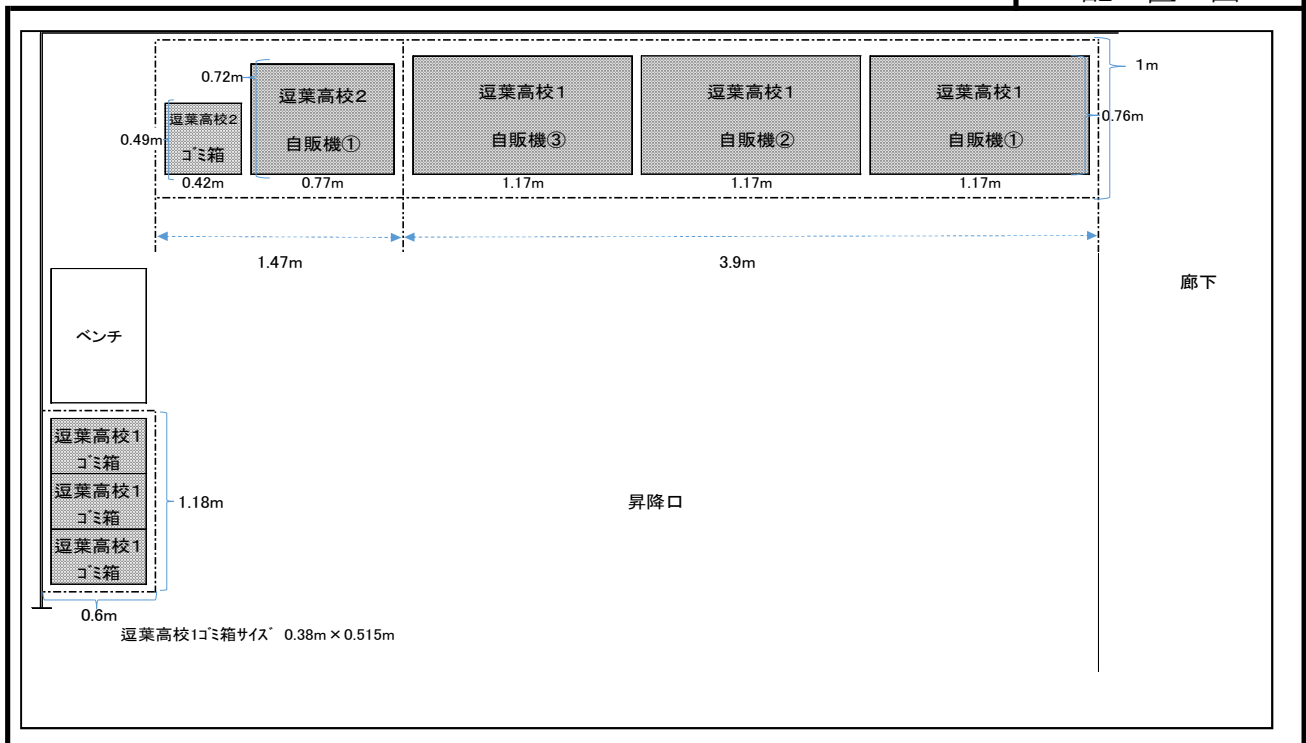 1m
0.72m
逗葉高校2
自販機①
逗葉高校1
自販機③
逗葉高校1
自販機②
逗葉高校1
自販機①
0.76m
逗葉高校2
ゴミ箱
0.49m
0.42m
0.77m
1.17m
1.17m
1.17m
1.47m
3.9m
廊下
ベンチ
逗葉高校1
ゴミ箱
逗葉高校1
ゴミ箱
逗葉高校1
ゴミ箱
1.18m
昇降口
0.6m
逗葉高校1ゴミ箱サイズ 0.38m×0.515m